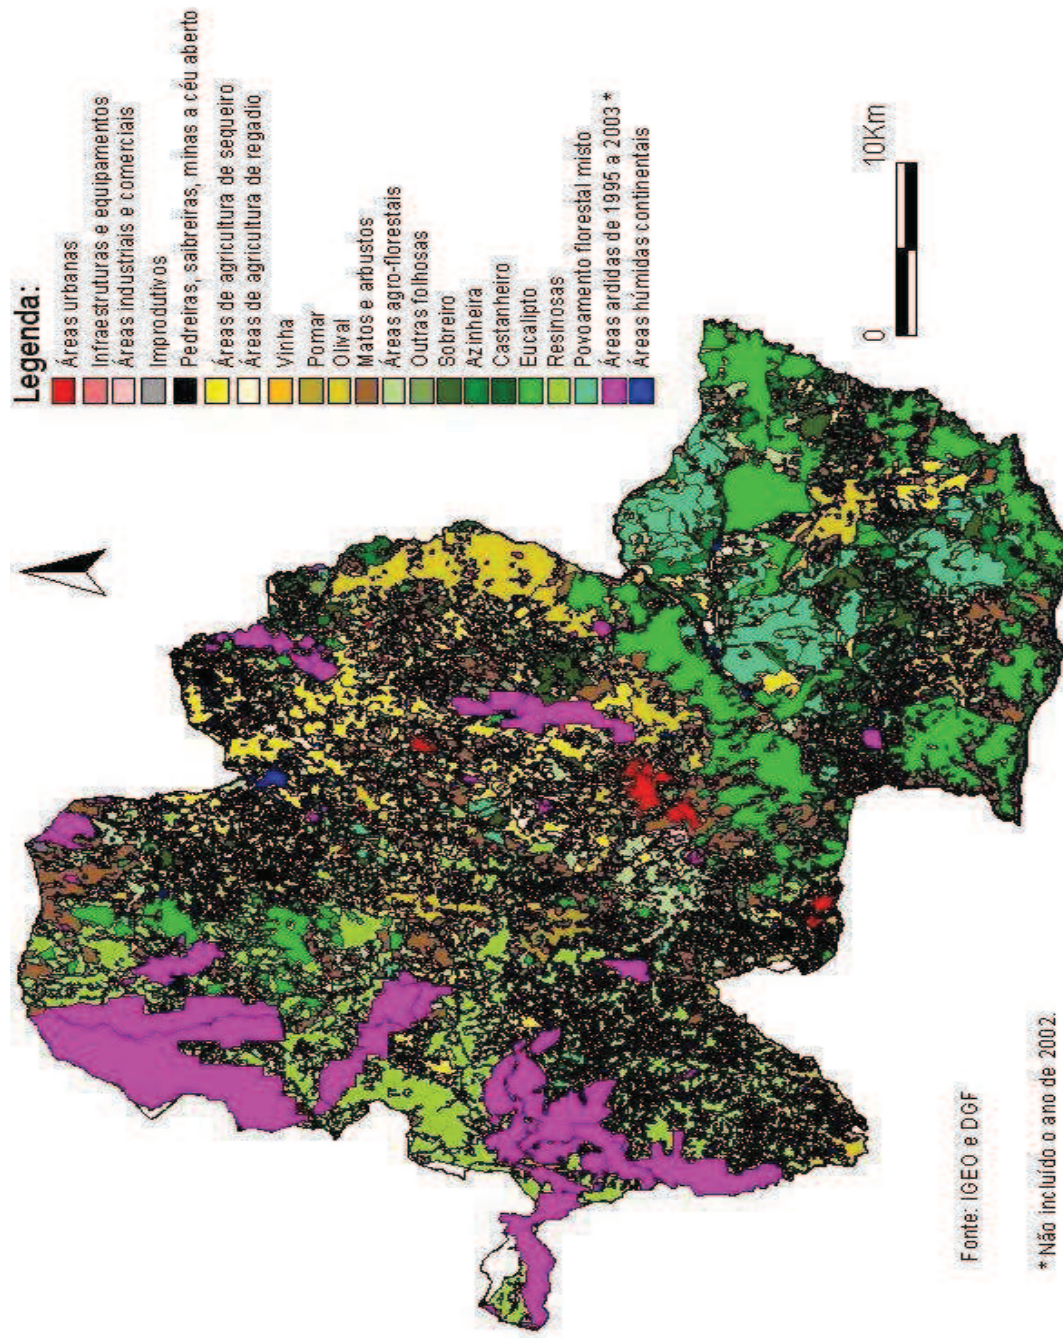 Legenda:
Áreas urbanas
Infraestruturas e equipamentos
Áreas industriais e comerciais
Improdutivos
Pedreiras, saibreiras, minas a céu aberto
Áreas de agricultura de sequeiro
Áreas de agricultura de regadio
Vinha
Pomar
Olival
Matos e arbustos
Áreas agro-florestais
Outras folhosas
Sobreiro
Azinheira
Castanheiro
Eucalipto
Resinosas
Povoamento florestal misto
Áreas ardidas de 1995 a 2003 *
Áreas húmidas continentais
0 10Km
Fonte: IGEO e DGF
* Não incluído o ano de 2002.